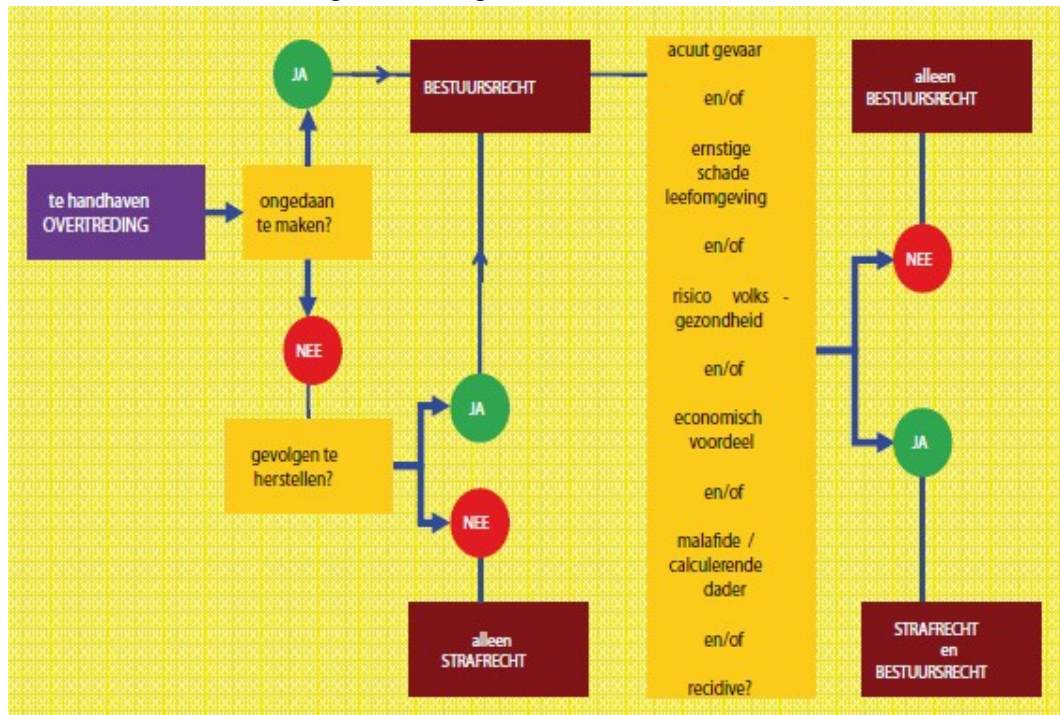 te handhaven
OVERTREDING
ongedaan
te maken?
JA
NEE
gevolgen te
herstellen?
JA
NEE
BESTUURSRECHT
alleen
STRAFRECHT
acuut gevaar
en/of
ernstige
schade
leefomgeving
en/of
risico volks -
gezondheid
en/of
economisch
voordeel
en/of
malafide /
calculerende
dader
en/of
recidive?
NEE
alleen
BESTUURSRECHT
JA
STRAFRECHT
en
BESTUURSRECHT